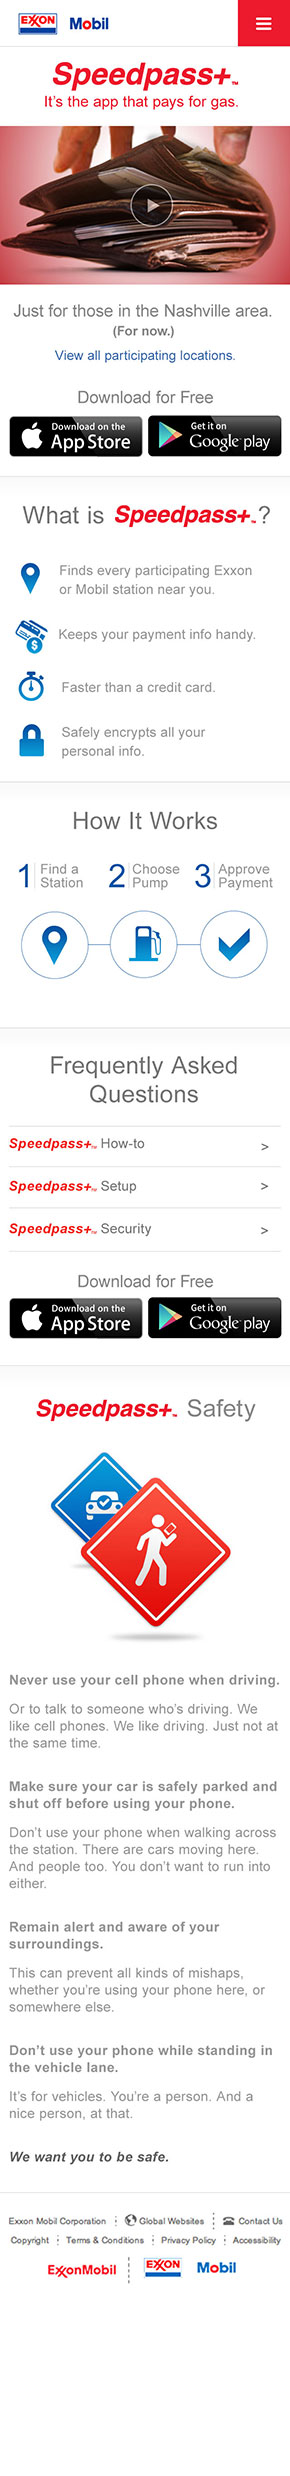 EXXON Mobil
Speedpass+™
It's the app that pays for gas.
Just for those in the Nashville area.
(For now.)
View all participating locations.
Download for Free
Download on the App Store
Get it on Google play
What is Speedpass+™?
Finds every participating Exxon
or Mobil station near you.
Keeps your payment info handy.
Faster than a credit card.
Safely encrypts all your
personal info.
How It Works
1 Find a Station
2 Choose Pump
3 Approve Payment
Frequently Asked
Questions
Speedpass+™ How-to >
Speedpass+™ Setup >
Speedpass+™ Security >
Download for Free
Download on the App Store
Get it on Google play
Speedpass+™ Safety
Never use your cell phone when driving.
Or to talk to someone who's driving. We
like cell phones. We like driving. Just not at
the same time.
Make sure your car is safely parked and
shut off before using your phone.
Don't use your phone when walking across
the station. There are cars moving here.
And people too. You don't want to run into
either.
Remain alert and aware of your
surroundings.
This can prevent all kinds of mishaps,
whether you're using your phone here, or
somewhere else.
Don't use your phone while standing in
the vehicle lane.
It's for vehicles. You're a person. And a
nice person, at that.
We want you to be safe.
Exxon Mobil Corporation Global Websites Contact Us
Copyright Terms & Conditions Privacy Policy Accessibility
ExxonMobil EXXON Mobil